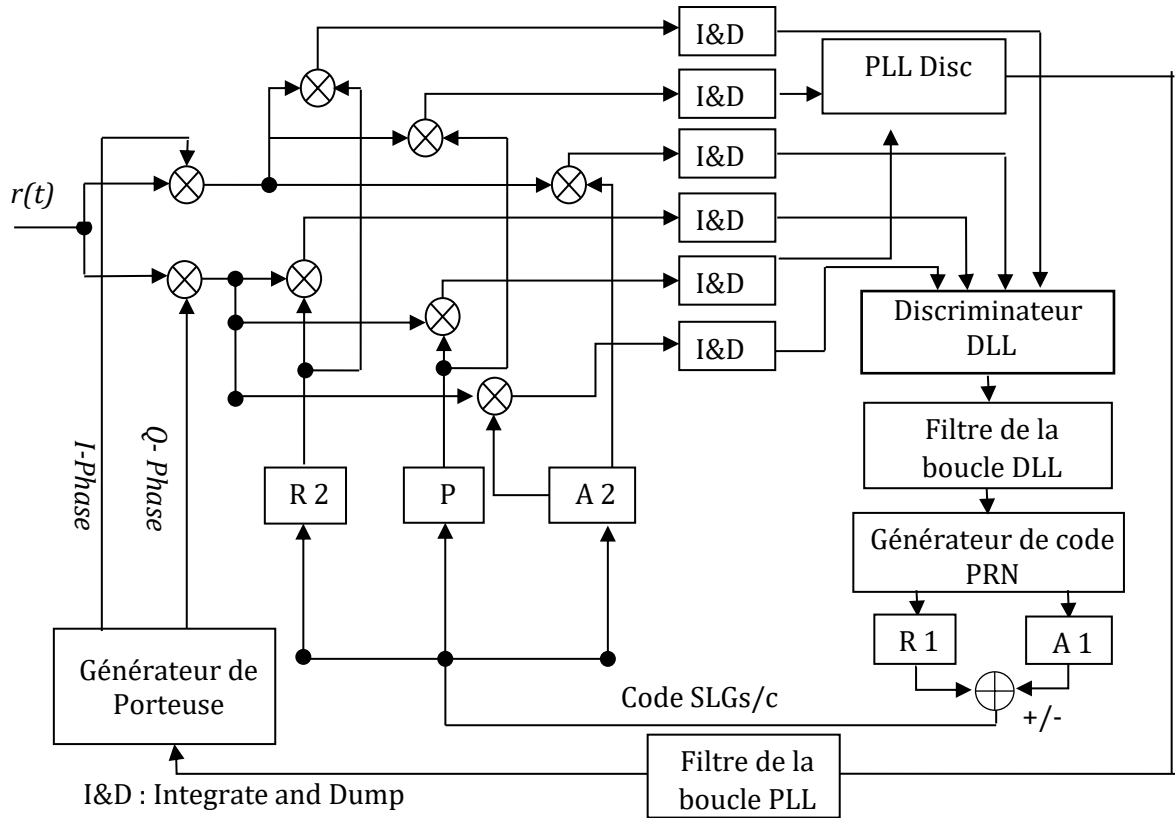 I&D
PLL Disc
I&D
I&D
r(t)
I&D
I&D
I&D
Discriminateur
DLL
Filtre de la
boucle DLL
I-Phase
Q- Phase
R 2
P
A 2
Générateur de code
PRN
R 1
A 1
Générateur de
Porteuse
Code SLGs/c
+/-
Filtre de la
boucle PLL
I&D : Integrate and Dump